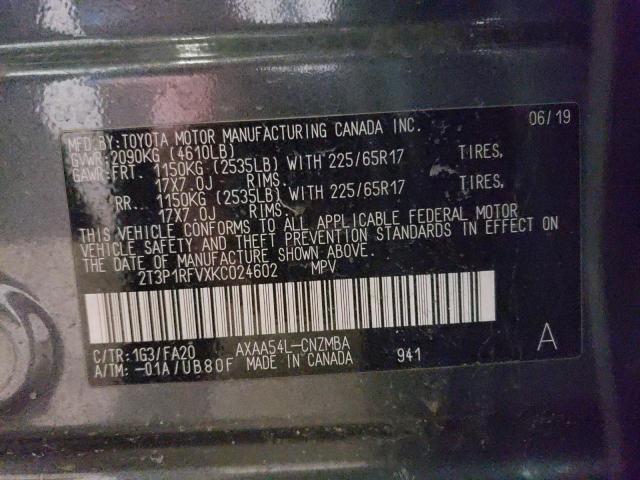 MFD.BY:TOYOTA MOTOR MANUFACTURING CANADA INC. 06/19
GVWR:2090KG (4610LB)
GAWR:FRT. 1150KG (2535LB) WITH 225/65R17 TIRES,
17X7.0J RIMS.
RR. 1150KG (2535LB) WITH 225/65R17 TIRES,
17X7.0J RIMS.
THIS VEHICLE CONFORMS TO ALL APPLICABLE FEDERAL MOTOR
VEHICLE SAFETY AND THEFT PREVENTION STANDARDS IN EFFECT ON
THE DATE OF MANUFACTURE SHOWN ABOVE.
2T3P1RFVXKC024602 MPV
C/TR:1G3/FA20 AXAA54L-CNZMBA A
A/TM:-01A/UB80F MADE IN CANADA 941